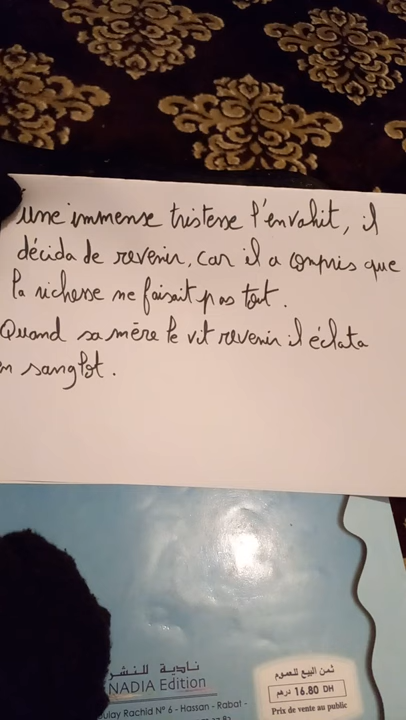 une immense tristesse l'envahit, il
décida de revenir, car il a compris que
la richesse ne faisait pas tout.
Quand sa mère le vit revenir il éclata
en sanglot.
نادية للنشر
NADIA Edition
Rachid N° 6 - Hassan - Rabat -
ثمن البيع للعموم
16.80 DH درهم
Prix de vente au public